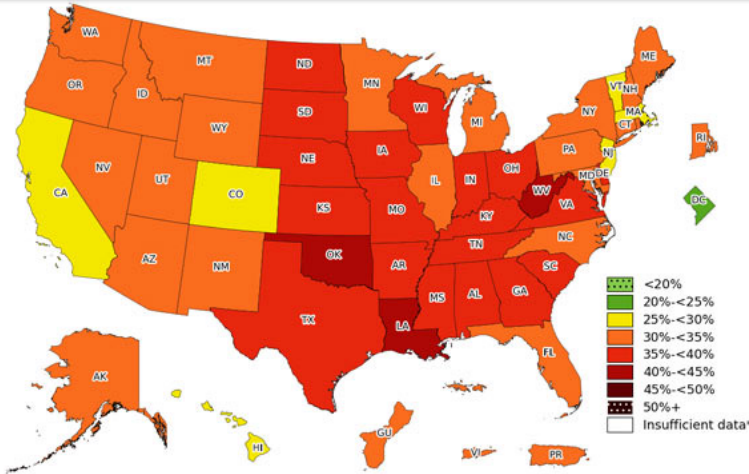 WA
ME
MT
ND
MN
VT
NH
OR
ID
SD
WI
NY
MA
WY
MI
CT
RI
IA
PA
NJ
NE
OH
MD
DE
NV
UT
CO
IL
IN
WV
DC
CA
KS
MO
VA
KY
NC
TN
AZ
NM
OK
AR
SC
MS
AL
GA
TX
LA
FL
AK
HI
GU
VI
PR
<20%
20%-<25%
25%-<30%
30%-<35%
35%-<40%
40%-<45%
45%-<50%
50%+
Insufficient data*